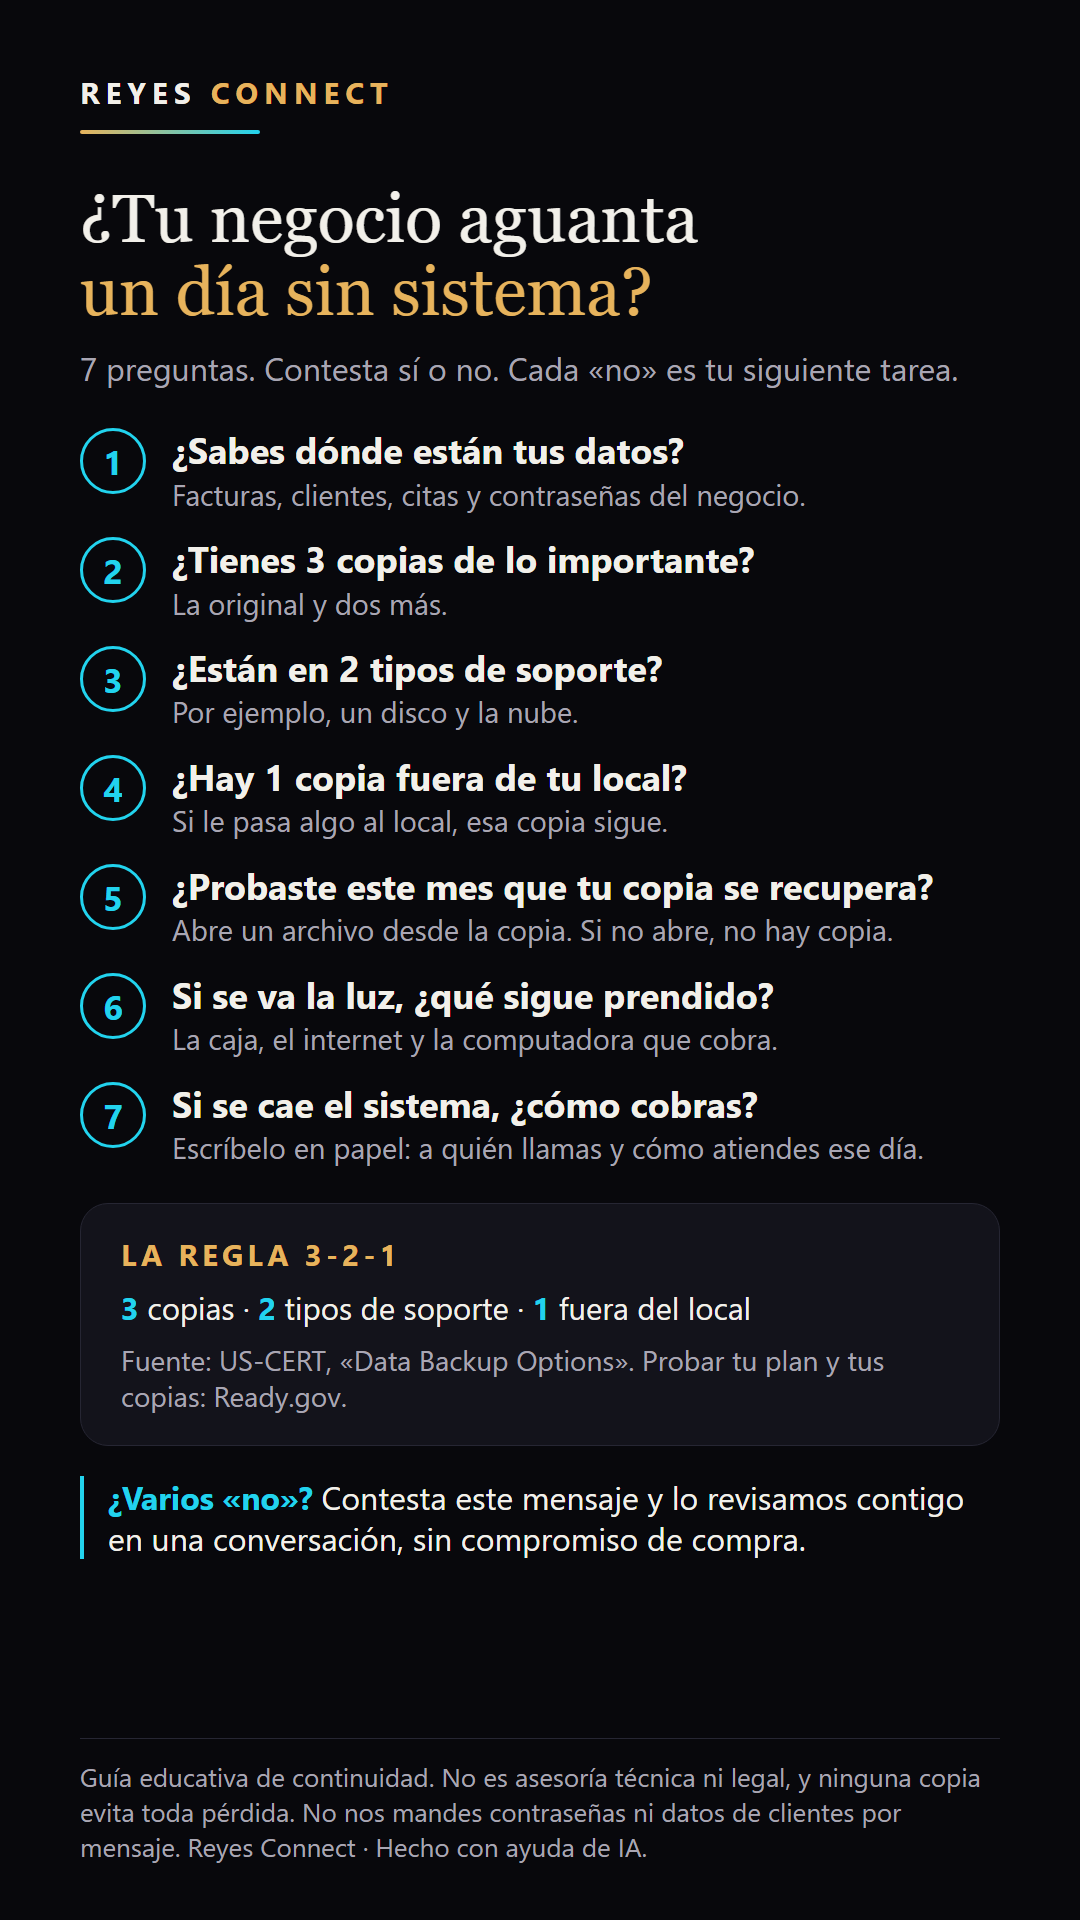 REYES CONNECT
¿Tu negocio aguanta
un día sin sistema?
7 preguntas. Contesta sí o no. Cada «no» es tu siguiente tarea.
1
¿Sabes dónde están tus datos?
Facturas, clientes, citas y contraseñas del negocio.
2
¿Tienes 3 copias de lo importante?
La original y dos más.
3
¿Están en 2 tipos de soporte?
Por ejemplo, un disco y la nube.
4
¿Hay 1 copia fuera de tu local?
Si le pasa algo al local, esa copia sigue.
5
¿Probaste este mes que tu copia se recupera?
Abre un archivo desde la copia. Si no abre, no hay copia.
6
Si se va la luz, ¿qué sigue prendido?
La caja, el internet y la computadora que cobra.
7
Si se cae el sistema, ¿cómo cobras?
Escríbelo en papel: a quién llamas y cómo atiendes ese día.
LA REGLA 3-2-1
3 copias · 2 tipos de soporte · 1 fuera del local
Fuente: US-CERT, «Data Backup Options». Probar tu plan y tus
copias: Ready.gov.
¿Varios «no»? Contesta este mensaje y lo revisamos contigo
en una conversación, sin compromiso de compra.
Guía educativa de continuidad. No es asesoría técnica ni legal, y ninguna copia
evita toda pérdida. No nos mandes contraseñas ni datos de clientes por
mensaje. Reyes Connect · Hecho con ayuda de IA.